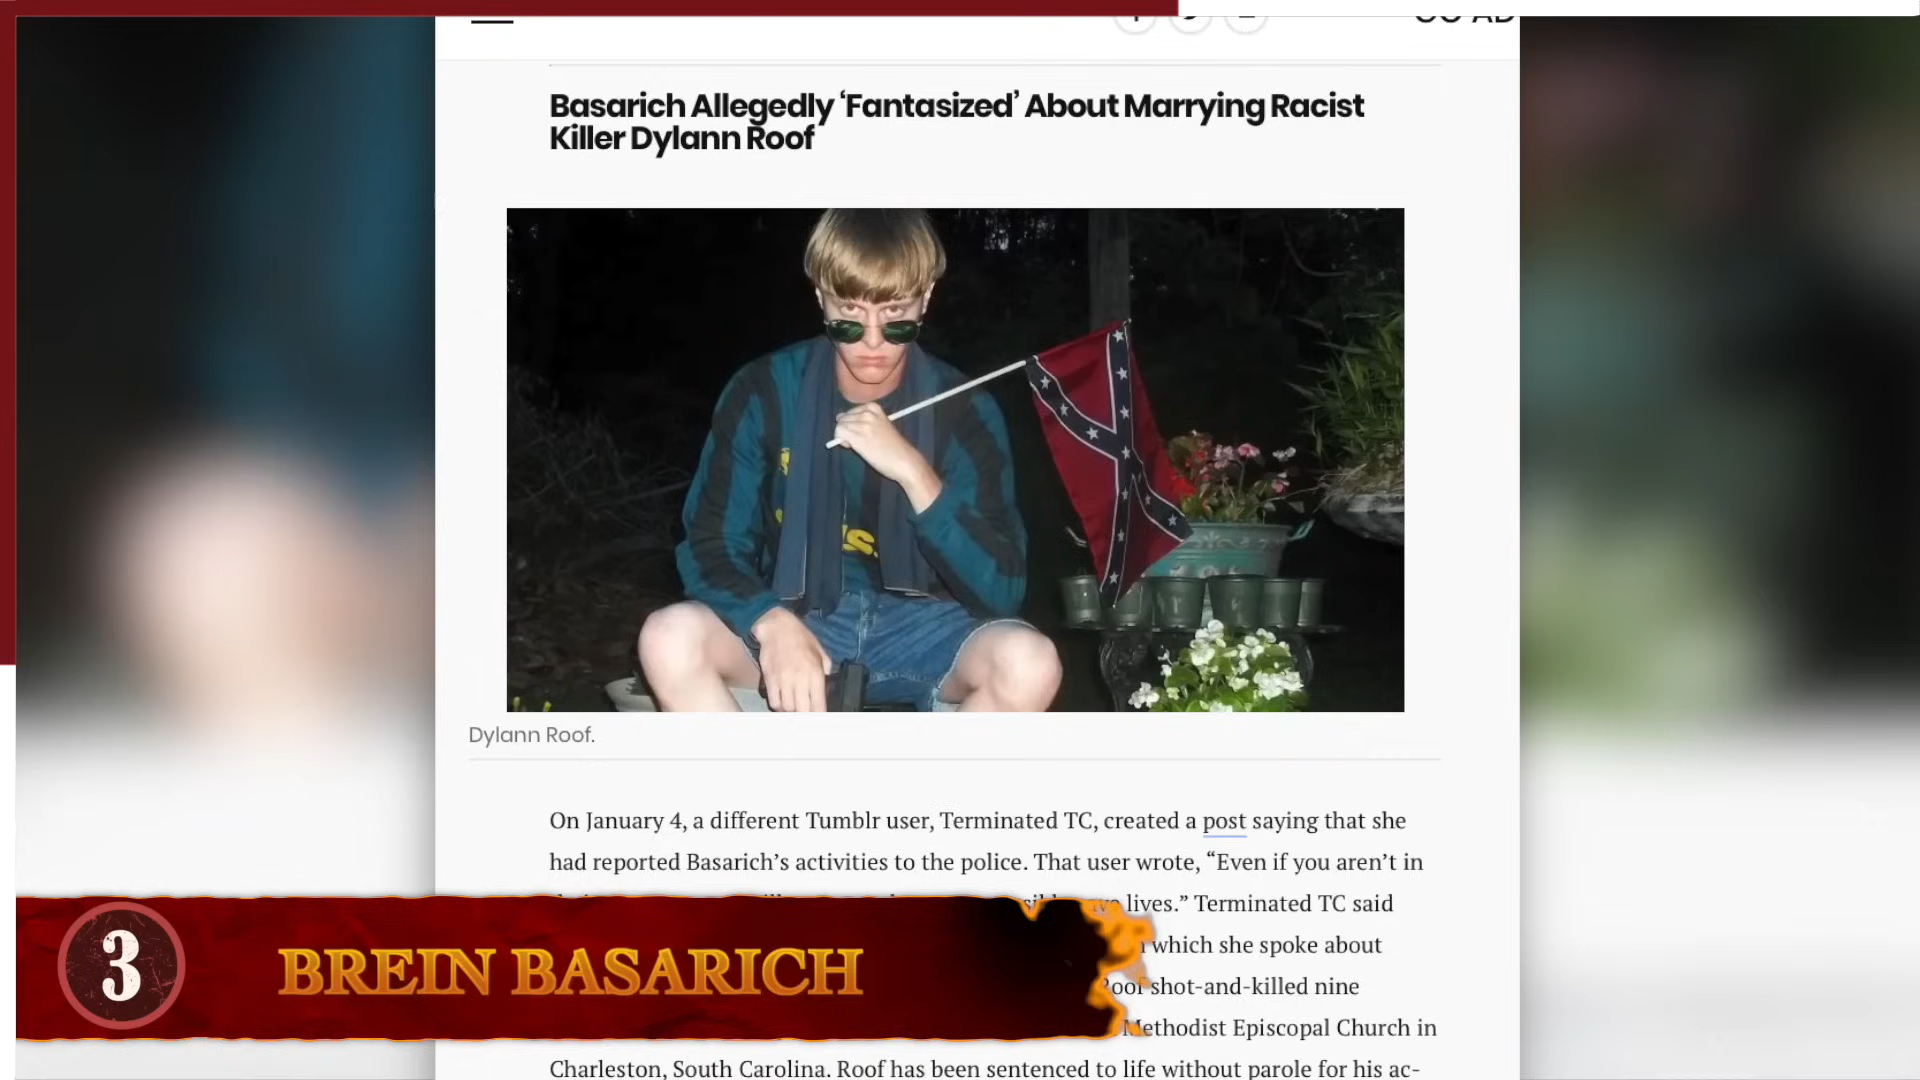 Basarich Allegedly ‘Fantasized’ About Marrying Racist
Killer Dylann Roof
Dylann Roof.
On January 4, a different Tumblr user, Terminated TC, created a post saying that she
had reported Basarich’s activities to the police. That user wrote, “Even if you aren’t in
lives.” Terminated TC said
which she spoke about
Roof shot-and-killed nine
Methodist Episcopal Church in
Charleston, South Carolina. Roof has been sentenced to life without parole for his ac-
3
BREIN BASARICH